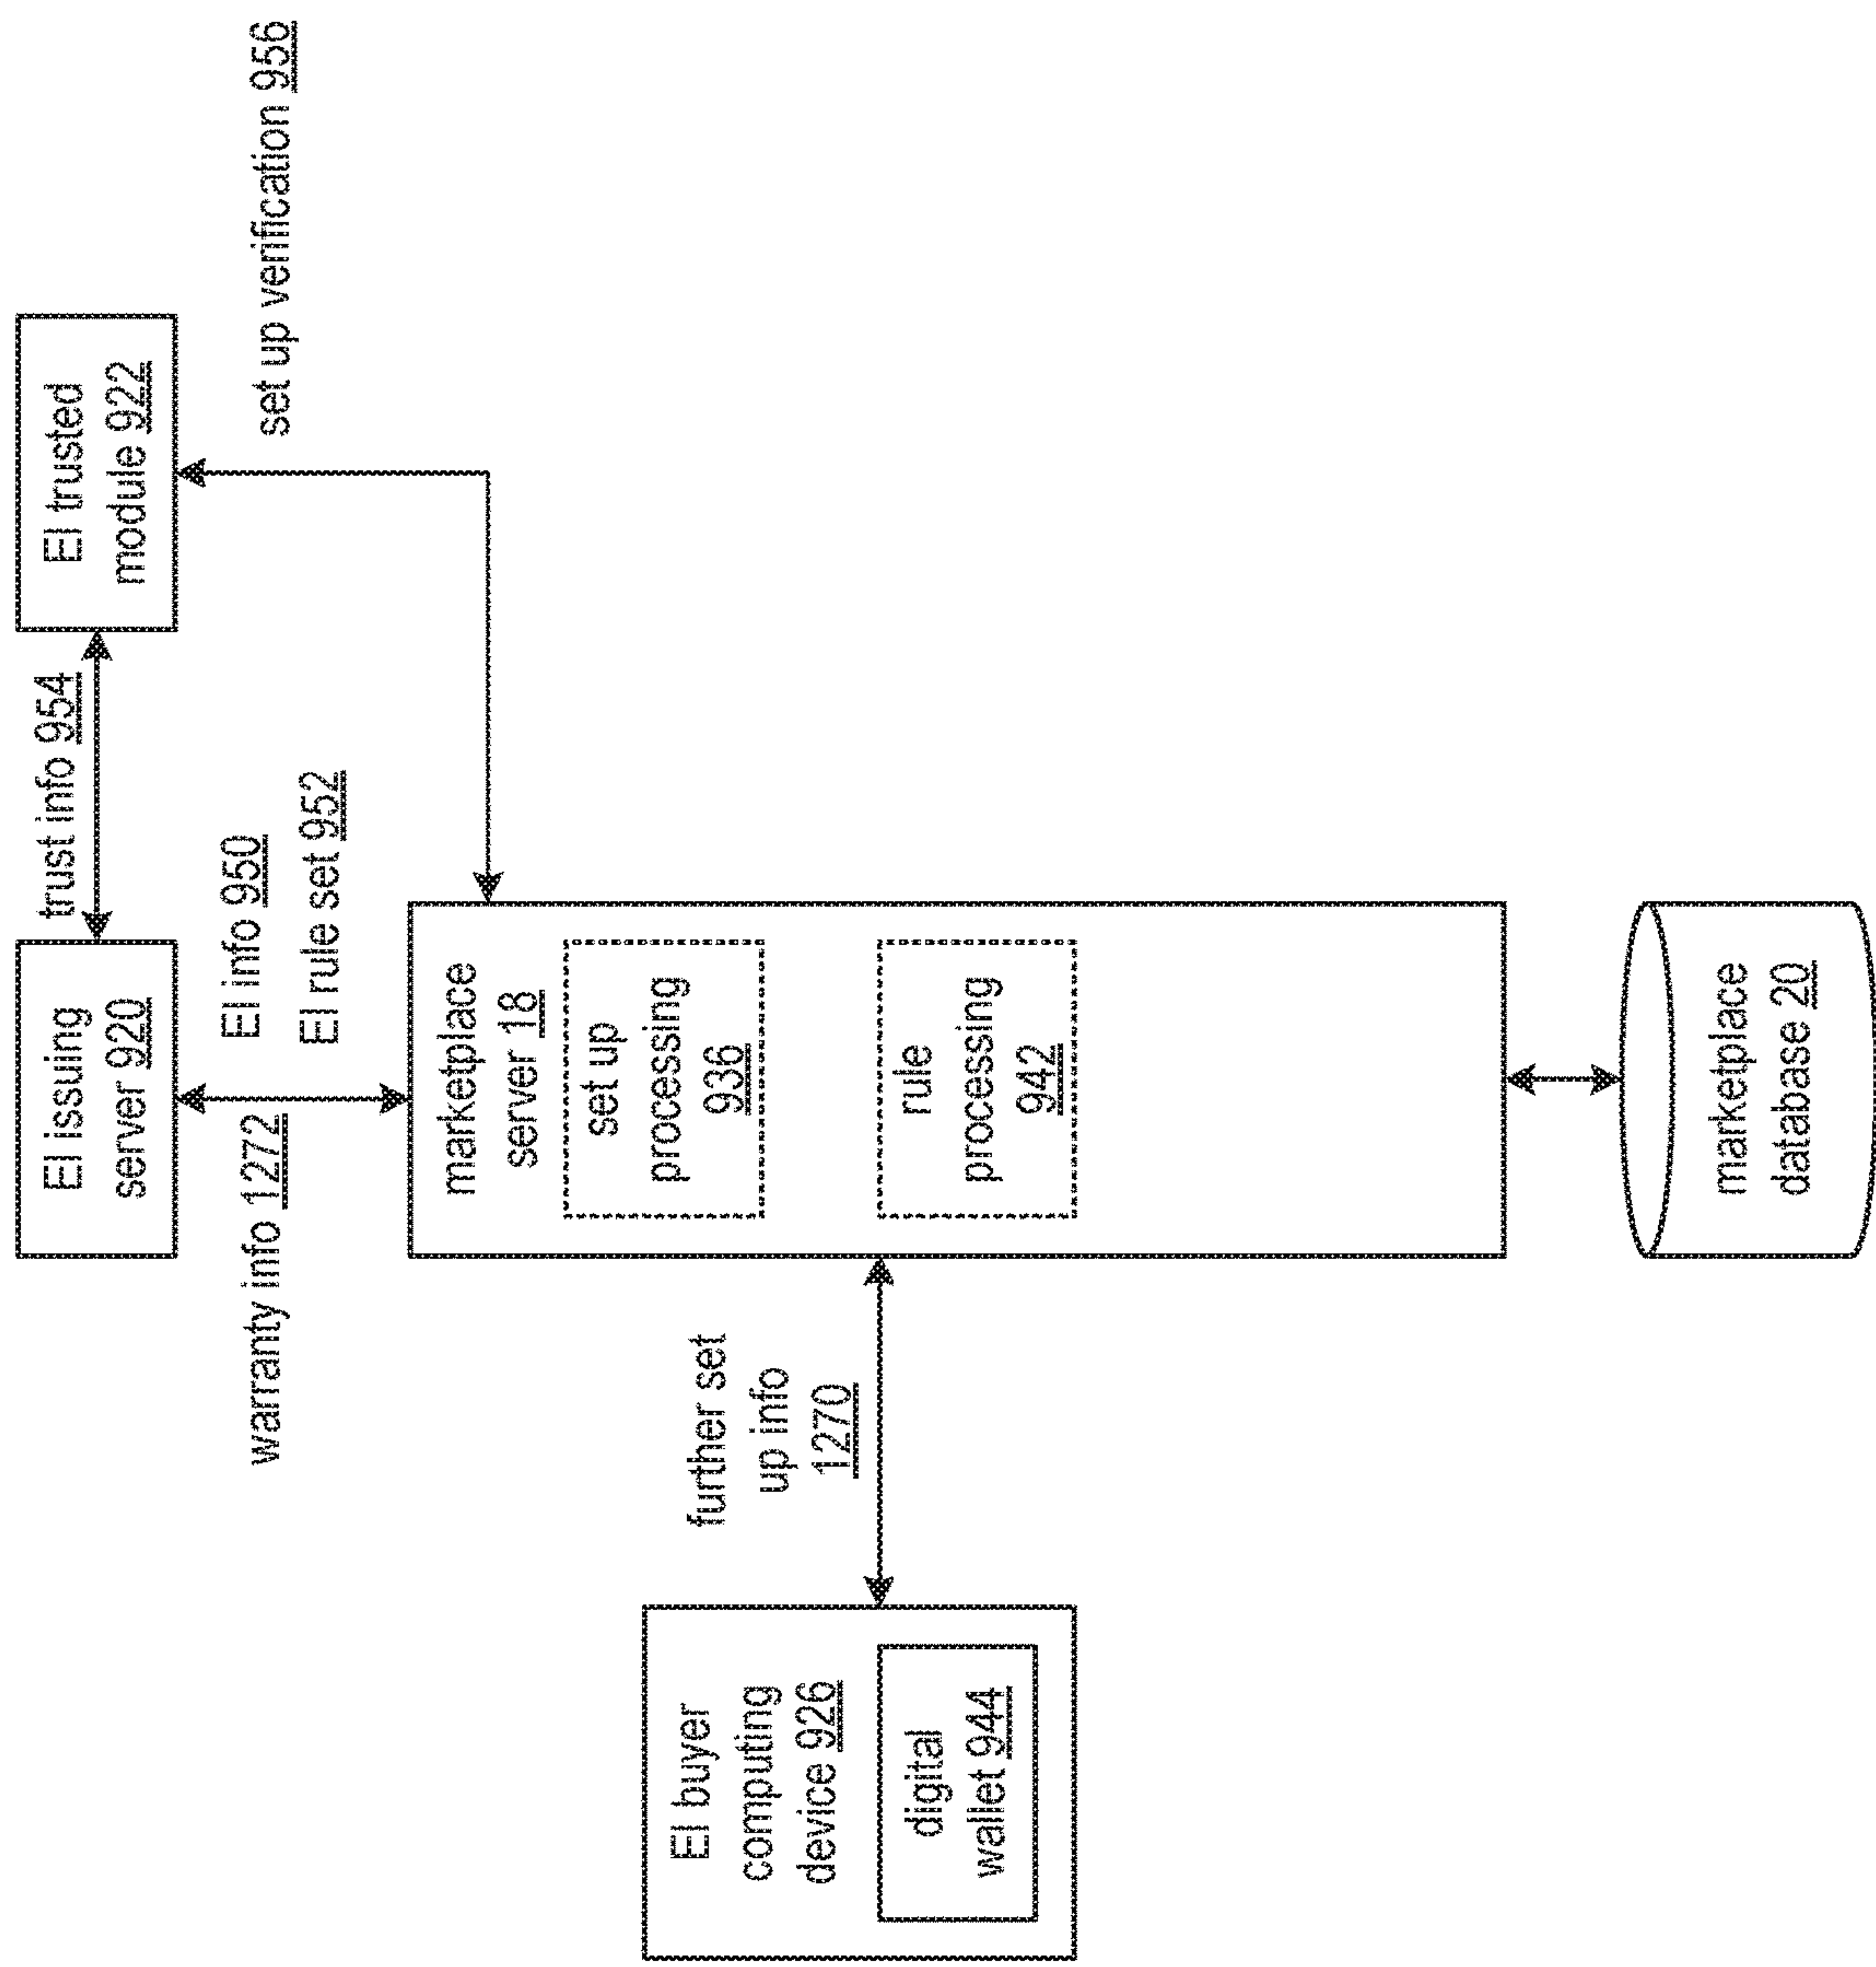 EI issuing
server 920
trust info 954
EI trusted
module 922
warranty info 1272
EI info 950
EI rule set 952
set up verification 956
marketplace
server 18
set up
processing
936
rule
processing
942
further set
up info
1270
EI buyer
computing
device 926
digital
wallet 944
marketplace
database 20